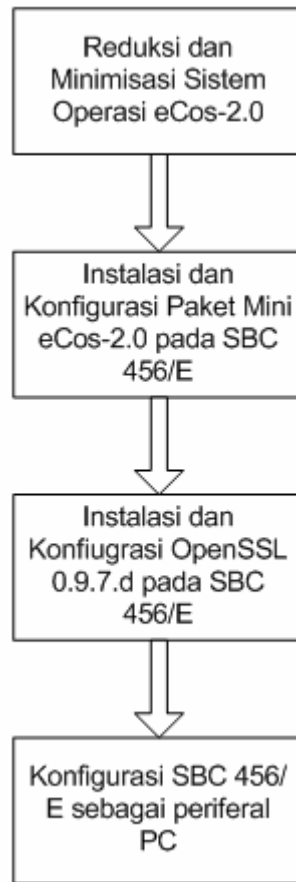 Reduksi dan
Minimisasi Sistem
Operasi eCos-2.0
Instalasi dan
Konfigurasi Paket Mini
eCos-2.0 pada SBC
456/E
Instalasi dan
Konfiugrasi OpenSSL
0.9.7.d pada SBC
456/E
Konfigurasi SBC 456/
E sebagai periferal
PC